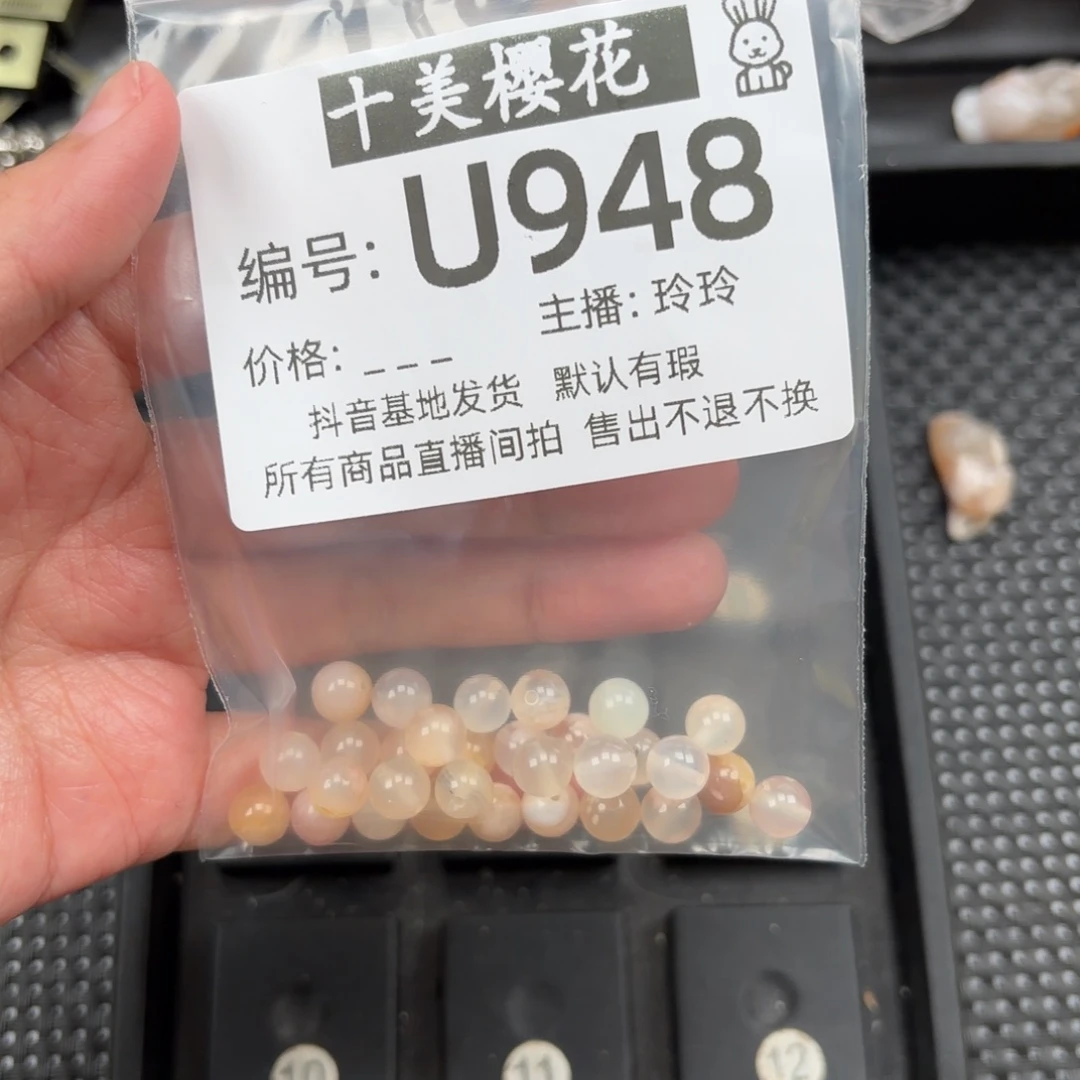 十美樱花
编号: U948
价格: _ _ _ 主播: 玲玲
抖音基地发货 默认有瑕
所有商品直播间拍 售出不退不换
10
11
12